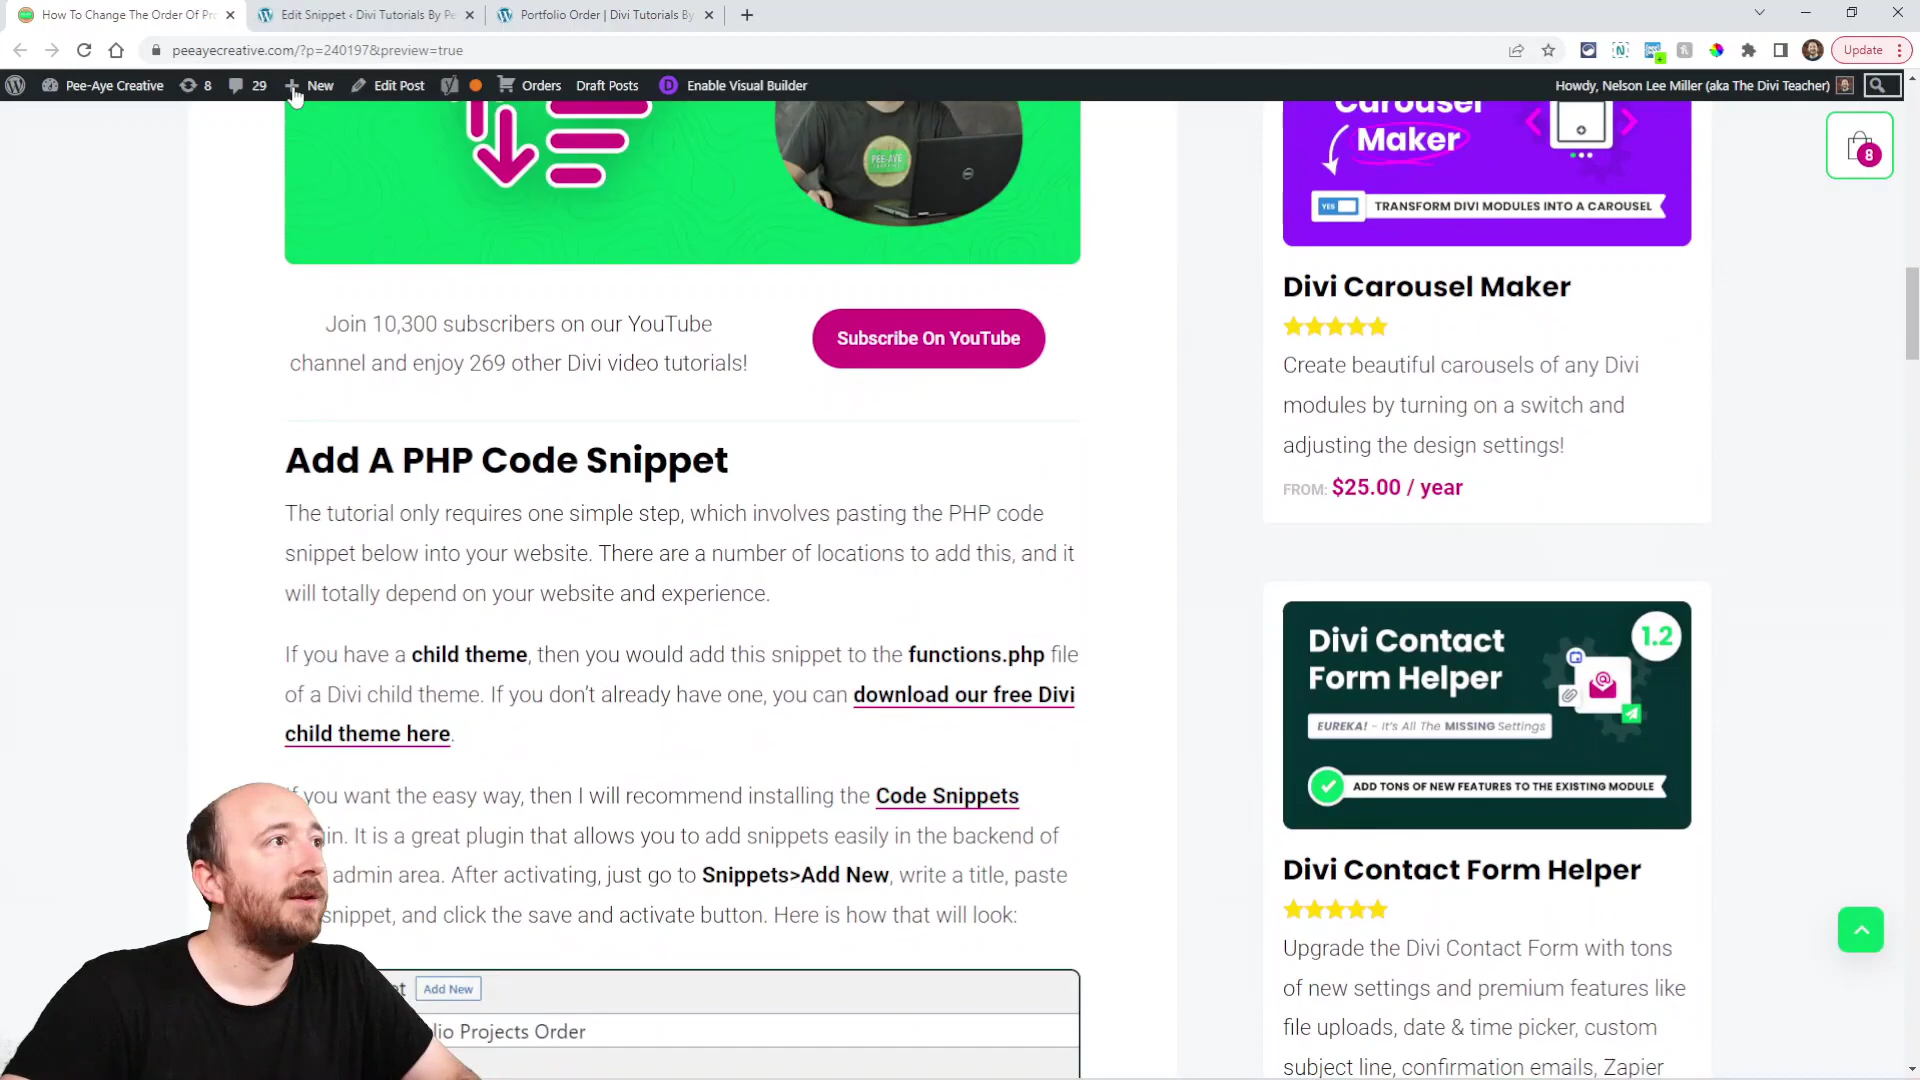 How To Change The Order Of Pr
Edit Snippet ‹ Divi Tutorials By Pe
Portfolio Order | Divi Tutorials By
peeayecreative.com/?p=240197&preview=true
Update
Pee-Aye Creative
8
29
New
Edit Post
Orders
Draft Posts
D
Enable Visual Builder
Howdy, Nelson Lee Miller (aka The Divi Teacher)
8
PEE-AYE
Join 10,300 subscribers on our YouTube
channel and enjoy 269 other Divi video tutorials!
Subscribe On YouTube
Add A PHP Code Snippet
The tutorial only requires one simple step, which involves pasting the PHP code
snippet below into your website. There are a number of locations to add this, and it
will totally depend on your website and experience.
If you have a child theme, then you would add this snippet to the functions.php file
of a Divi child theme. If you don't already have one, you can download our free Divi
child theme here.
you want the easy way, then I will recommend installing the Code Snippets
in. It is a great plugin that allows you to add snippets easily in the backend of
admin area. After activating, just go to Snippets>Add New, write a title, paste
snippet, and click the save and activate button. Here is how that will look:
et Add New
lio Projects Order
Carousel
Maker
YES
TRANSFORM DIVI MODULES INTO A CAROUSEL
Divi Carousel Maker
Create beautiful carousels of any Divi
modules by turning on a switch and
adjusting the design settings!
FROM: $25.00 / year
Divi Contact
Form Helper
1.2
EUREKA! - It's All The MISSING Settings
ADD TONS OF NEW FEATURES TO THE EXISTING MODULE
Divi Contact Form Helper
Upgrade the Divi Contact Form with tons
of new settings and premium features like
file uploads, date & time picker, custom
subject line, confirmation emails, Zapier